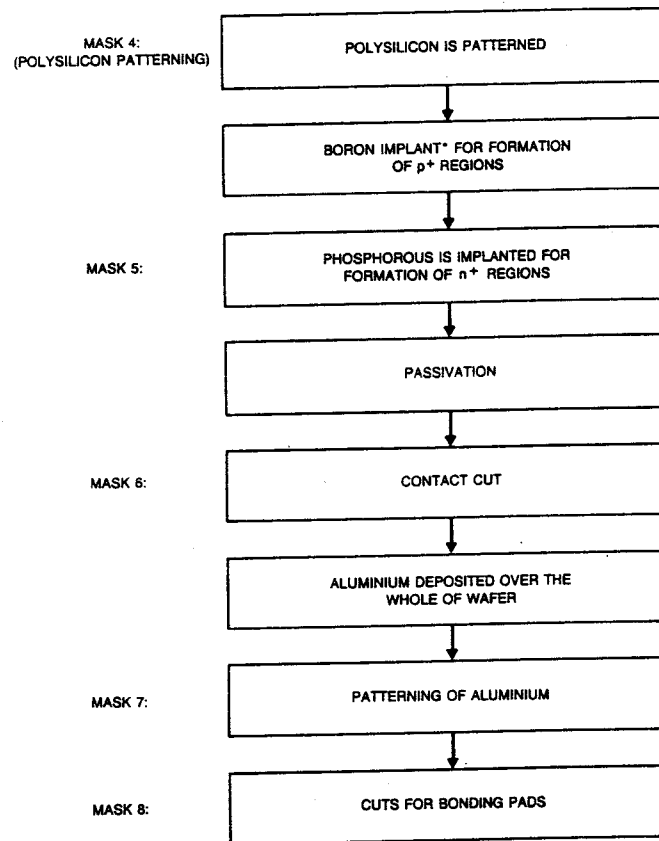 MASK 4:
(POLYSILICON PATTERNING)
POLYSILICON IS PATTERNED
BORON IMPLANT* FOR FORMATION
OF p+ REGIONS
MASK 5:
PHOSPHOROUS IS IMPLANTED FOR
FORMATION OF n+ REGIONS
PASSIVATION
MASK 6:
CONTACT CUT
ALUMINIUM DEPOSITED OVER THE
WHOLE OF WAFER
MASK 7:
PATTERNING OF ALUMINIUM
MASK 8:
CUTS FOR BONDING PADS